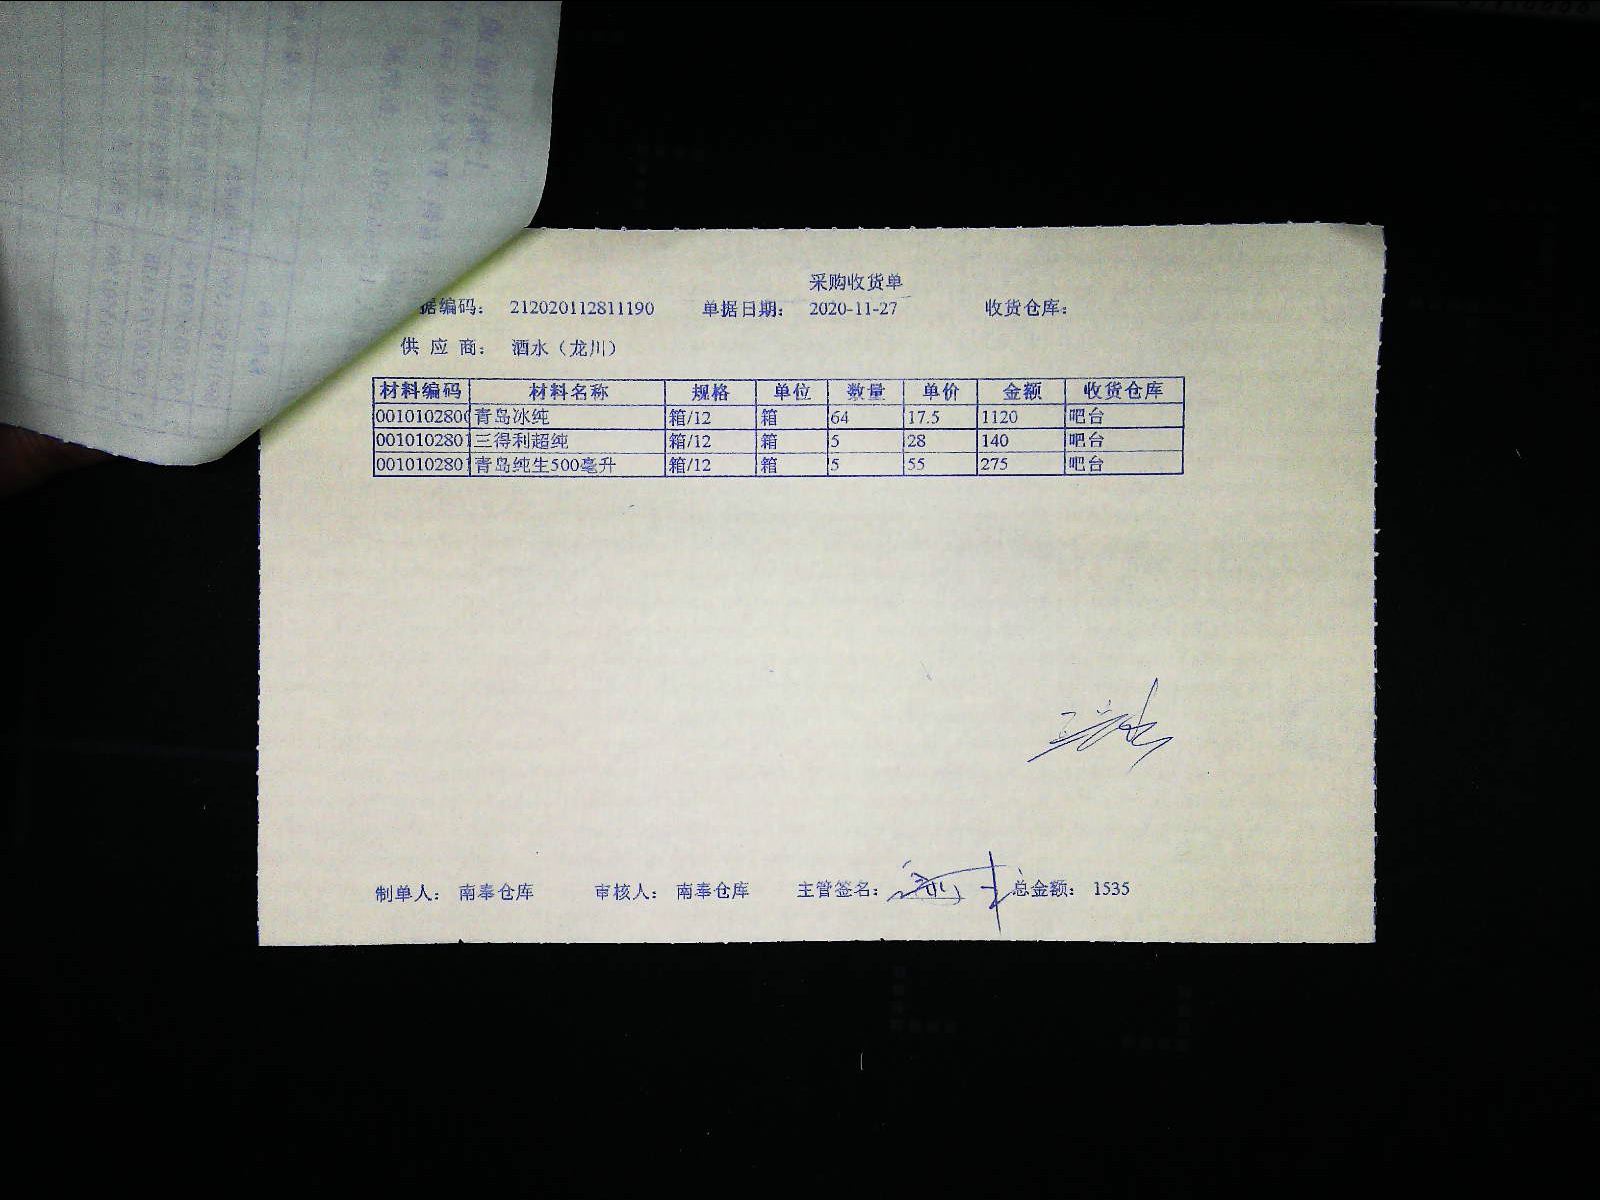 采购收货单
据编码： 212020112811190 单据日期： 2020-11-27 收货仓库：
供 应 商： 酒水（龙川）
材料编码 材料名称 规格 单位 数量 单价 金额 收货仓库
0010102800 青岛冰纯 箱/12 箱 64 17.5 1120 吧台
001010280 三得利超纯 箱/12 箱 5 28 140 吧台
001010280 青岛纯生500毫升 箱/12 箱 5 55 275 吧台
制单人： 南奉仓库 审核人： 南奉仓库 主管签名： 总金额： 1535